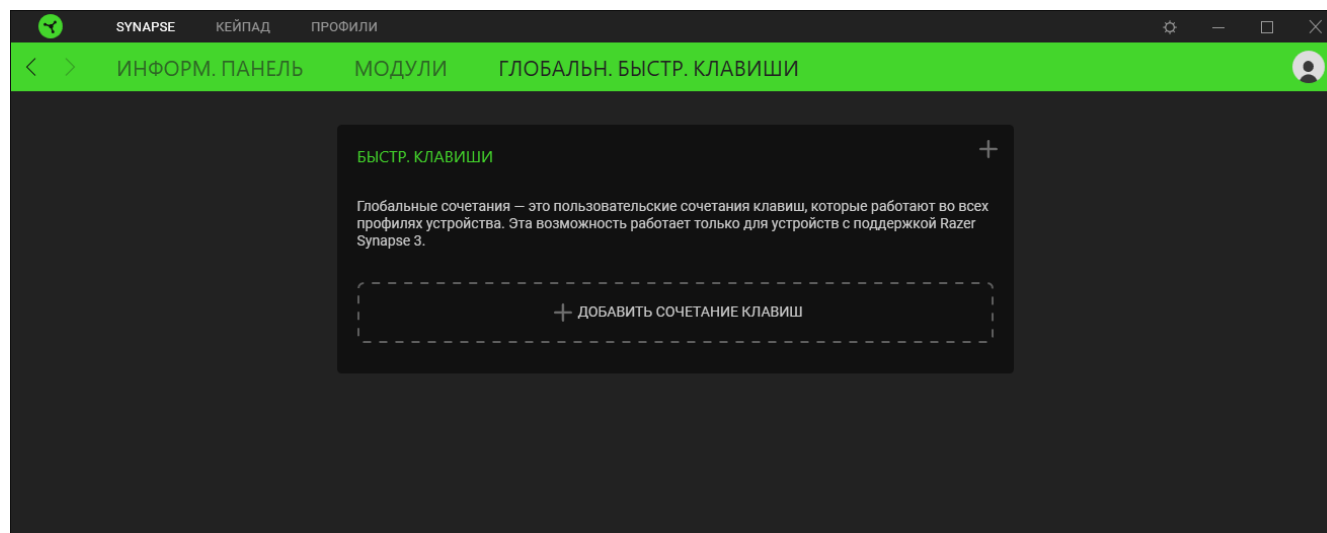 SYNAPSE КЕЙПАД ПРОФИЛИ
ИНФОРМ. ПАНЕЛЬ МОДУЛИ ГЛОБАЛЬН. БЫСТР. КЛАВИШИ
БЫСТР. КЛАВИШИ
Глобальные сочетания — это пользовательские сочетания клавиш, которые работают во всех
профилях устройства. Эта возможность работает только для устройств с поддержкой Razer
Synapse 3.
ДОБАВИТЬ СОЧЕТАНИЕ КЛАВИШ